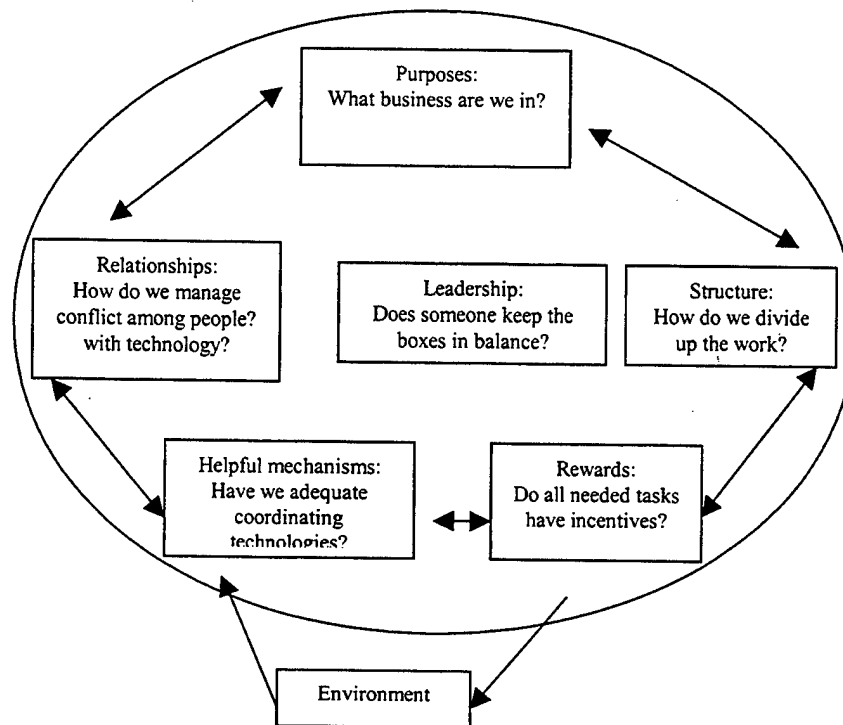 Purposes:
What business are we in?
Relationships:
How do we manage
conflict among people?
with technology?
Leadership:
Does someone keep the
boxes in balance?
Structure:
How do we divide
up the work?
Helpful mechanisms:
Have we adequate
coordinating
technologies?
Rewards:
Do all needed tasks
have incentives?
Environment